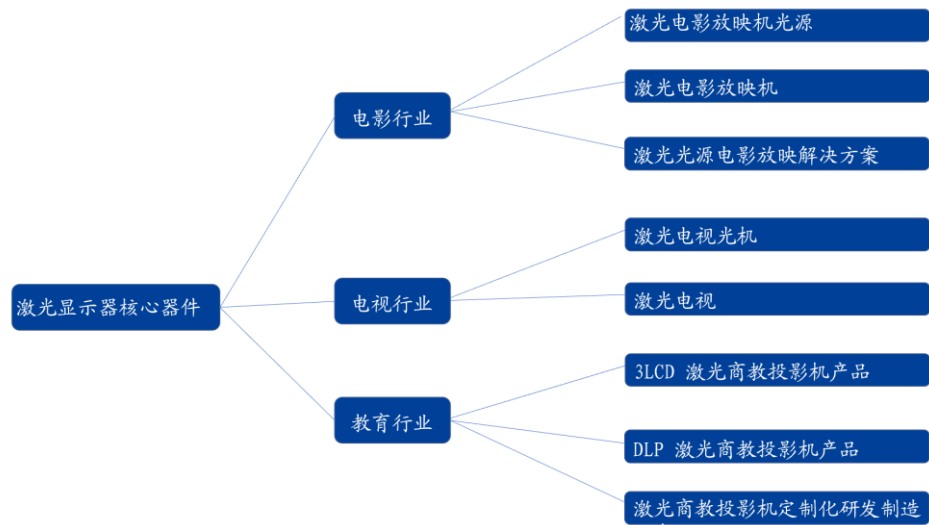 激光显示器核心器件
电影行业
激光电影放映机光源
激光电影放映机
激光光源电影放映解决方案
电视行业
激光电视光机
激光电视
教育行业
3LCD 激光商教投影机产品
DLP 激光商教投影机产品
激光商教投影机定制化研发制造